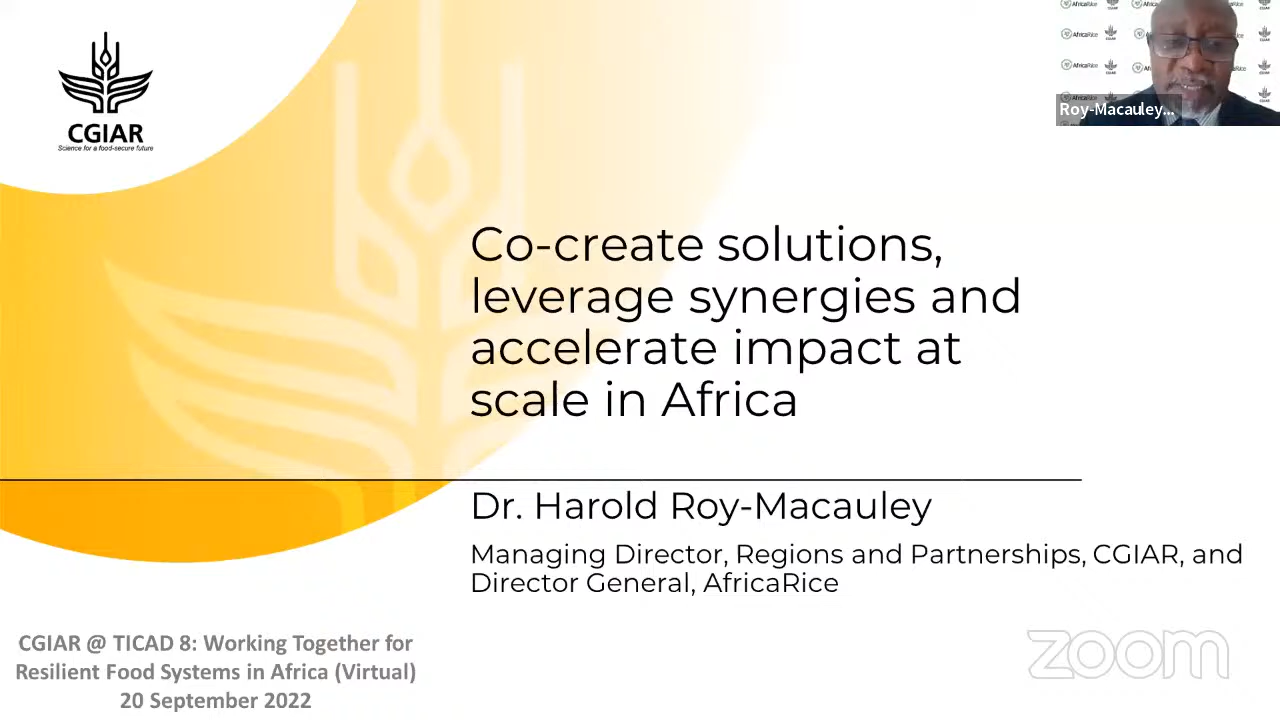 CGIAR
Science for a food-secure future
AfricaRice
CGIAR
Roy-Macauley...
Co-create solutions,
leverage synergies and
accelerate impact at
scale in Africa
Dr. Harold Roy-Macauley
Managing Director, Regions and Partnerships, CGIAR, and
Director General, AfricaRice
CGIAR @ TICAD 8: Working Together for
Resilient Food Systems in Africa (Virtual)
20 September 2022
zoom